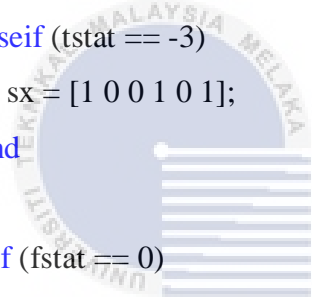 seif (tstat == -3)
sx = [1 0 0 1 0 1];
nd
f (fstat == 0)